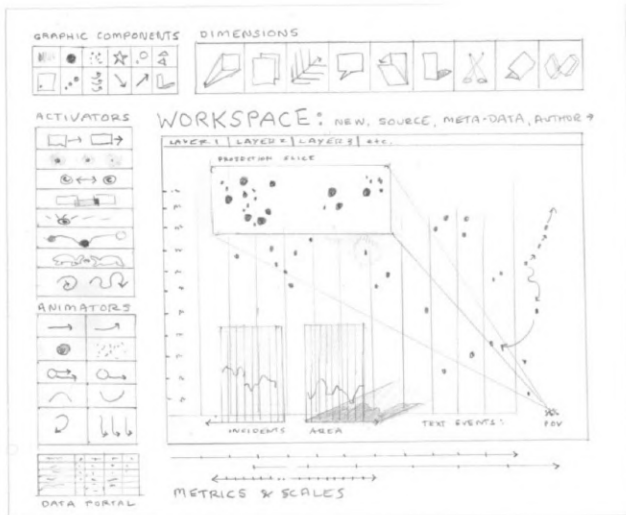 GRAPHIC COMPONENTS
DIMENSIONS
ACTIVATORS
WORKSPACE: NEW, SOURCE, META-DATA, AUTHOR
LAYER 1 | LAYER 2 | LAYER 3 | etc.
PROJECTION SLICE
ANIMATORS
INCIDENTS
AREA
TEXT EVENTS:
POV
METRICS & SCALES
DATA PORTAL